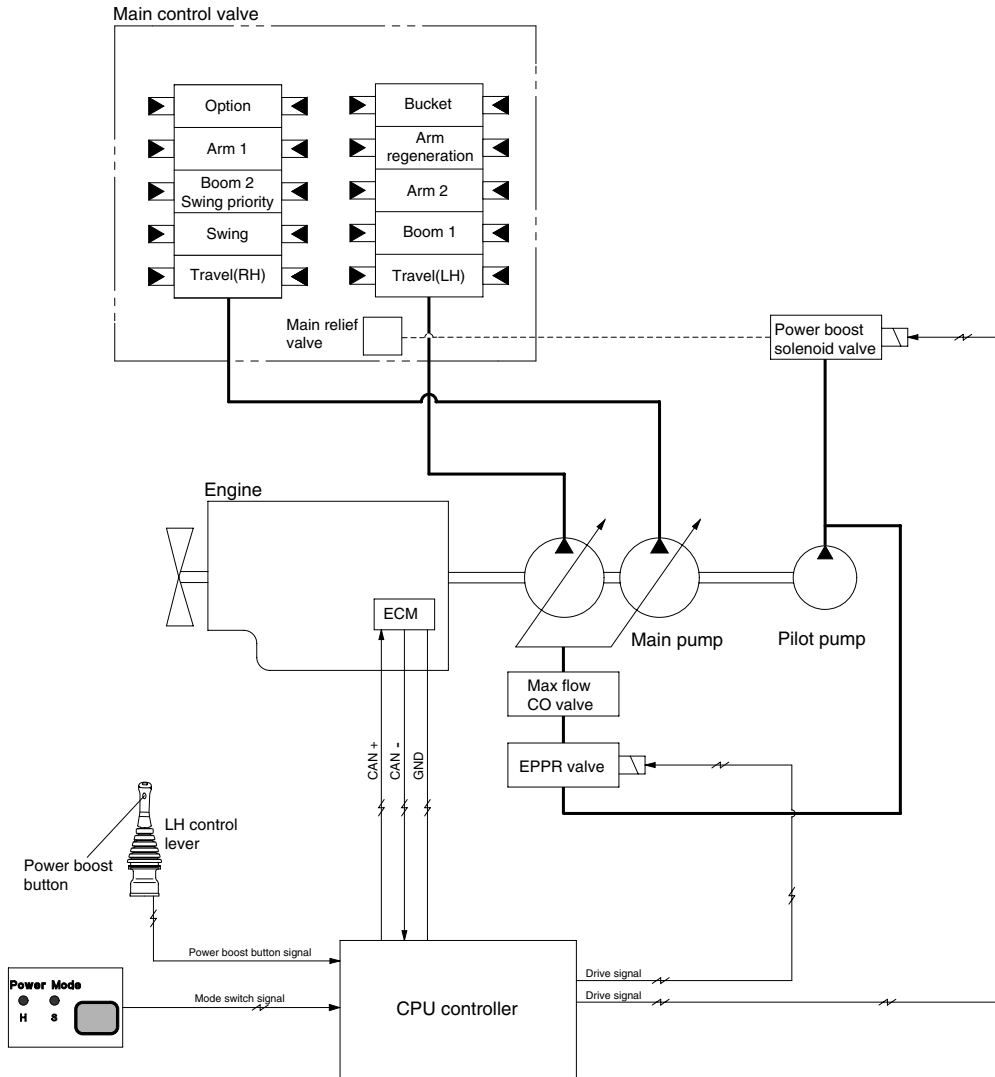 Main control valve
Option
Arm 1
Boom 2
Swing priority
Swing
Travel(RH)
Bucket
Arm
regeneration
Arm 2
Boom 1
Travel(LH)
Main relief
valve
Power boost
solenoid valve
Engine
ECM
Main pump
Pilot pump
Max flow
CO valve
EPPR valve
CAN +
CAN -
GND
LH control
lever
Power boost
button
Power boost button signal
Power Mode
H S
Mode switch signal
CPU controller
Drive signal
Drive signal